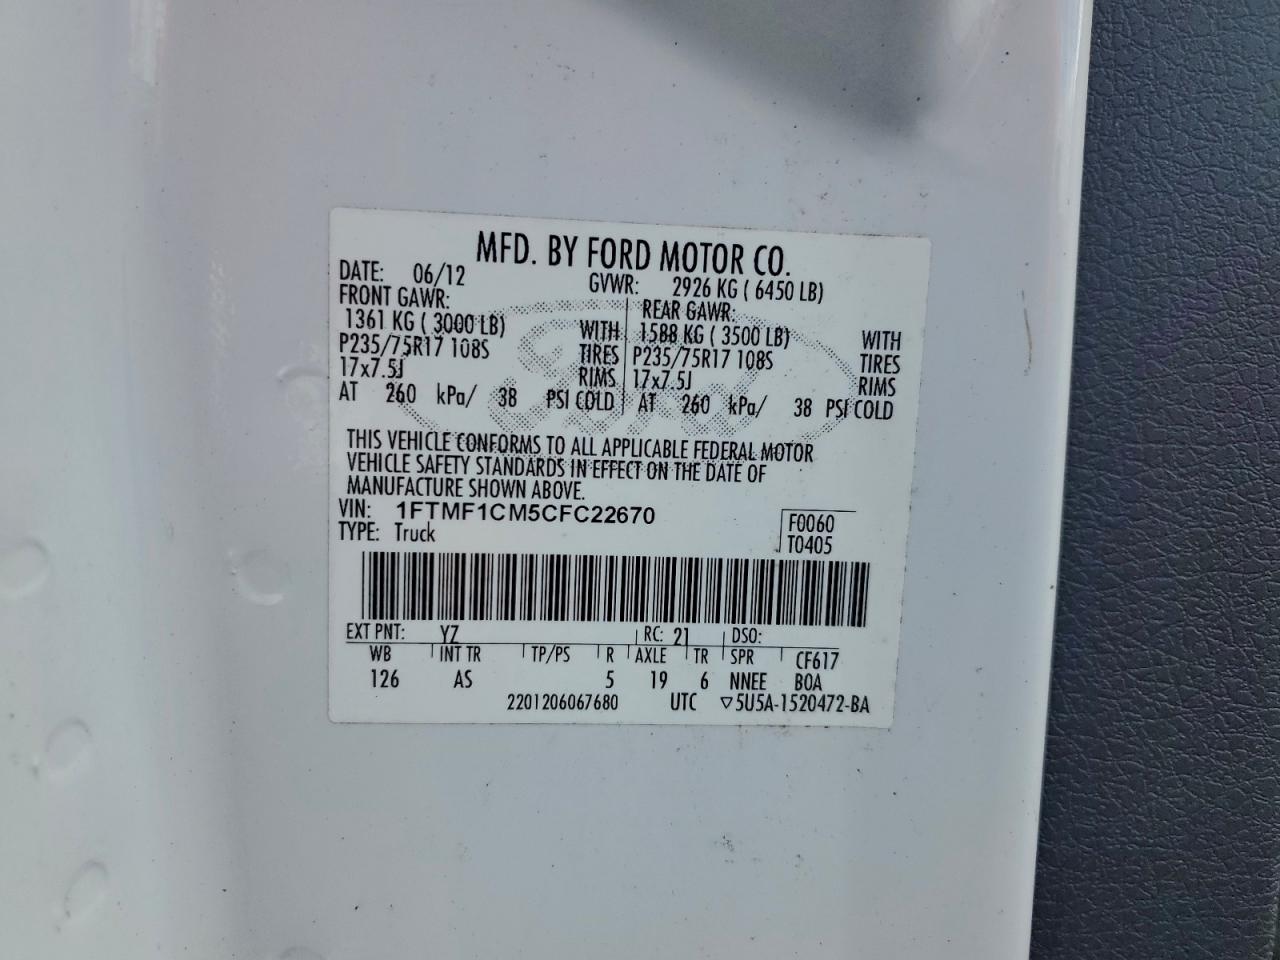 MFD. BY FORD MOTOR CO.
DATE: 06/12 GVWR: 2926 KG ( 6450 LB)
FRONT GAWR: REAR GAWR:
1361 KG ( 3000 LB) WITH 1588 KG ( 3500 LB) WITH
P235/75R17 108S TIRES P235/75R17 108S TIRES
17x7.5J RIMS 17x7.5J RIMS
AT 260 kPa/ 38 PSI COLD AT 260 kPa/ 38 PSI COLD
Ford
THIS VEHICLE CONFORMS TO ALL APPLICABLE FEDERAL MOTOR
VEHICLE SAFETY STANDARDS IN EFFECT ON THE DATE OF
MANUFACTURE SHOWN ABOVE.
VIN: 1FTMF1CM5CFC22670 F0060
TYPE: Truck T0405
EXT PNT: YZ RC: 21 DSO:
WB INT TR TP/PS R AXLE TR SPR CF617
126 AS 5 19 6 NNEE BOA
2201206067680 UTC ▽5U5A-1520472-BA